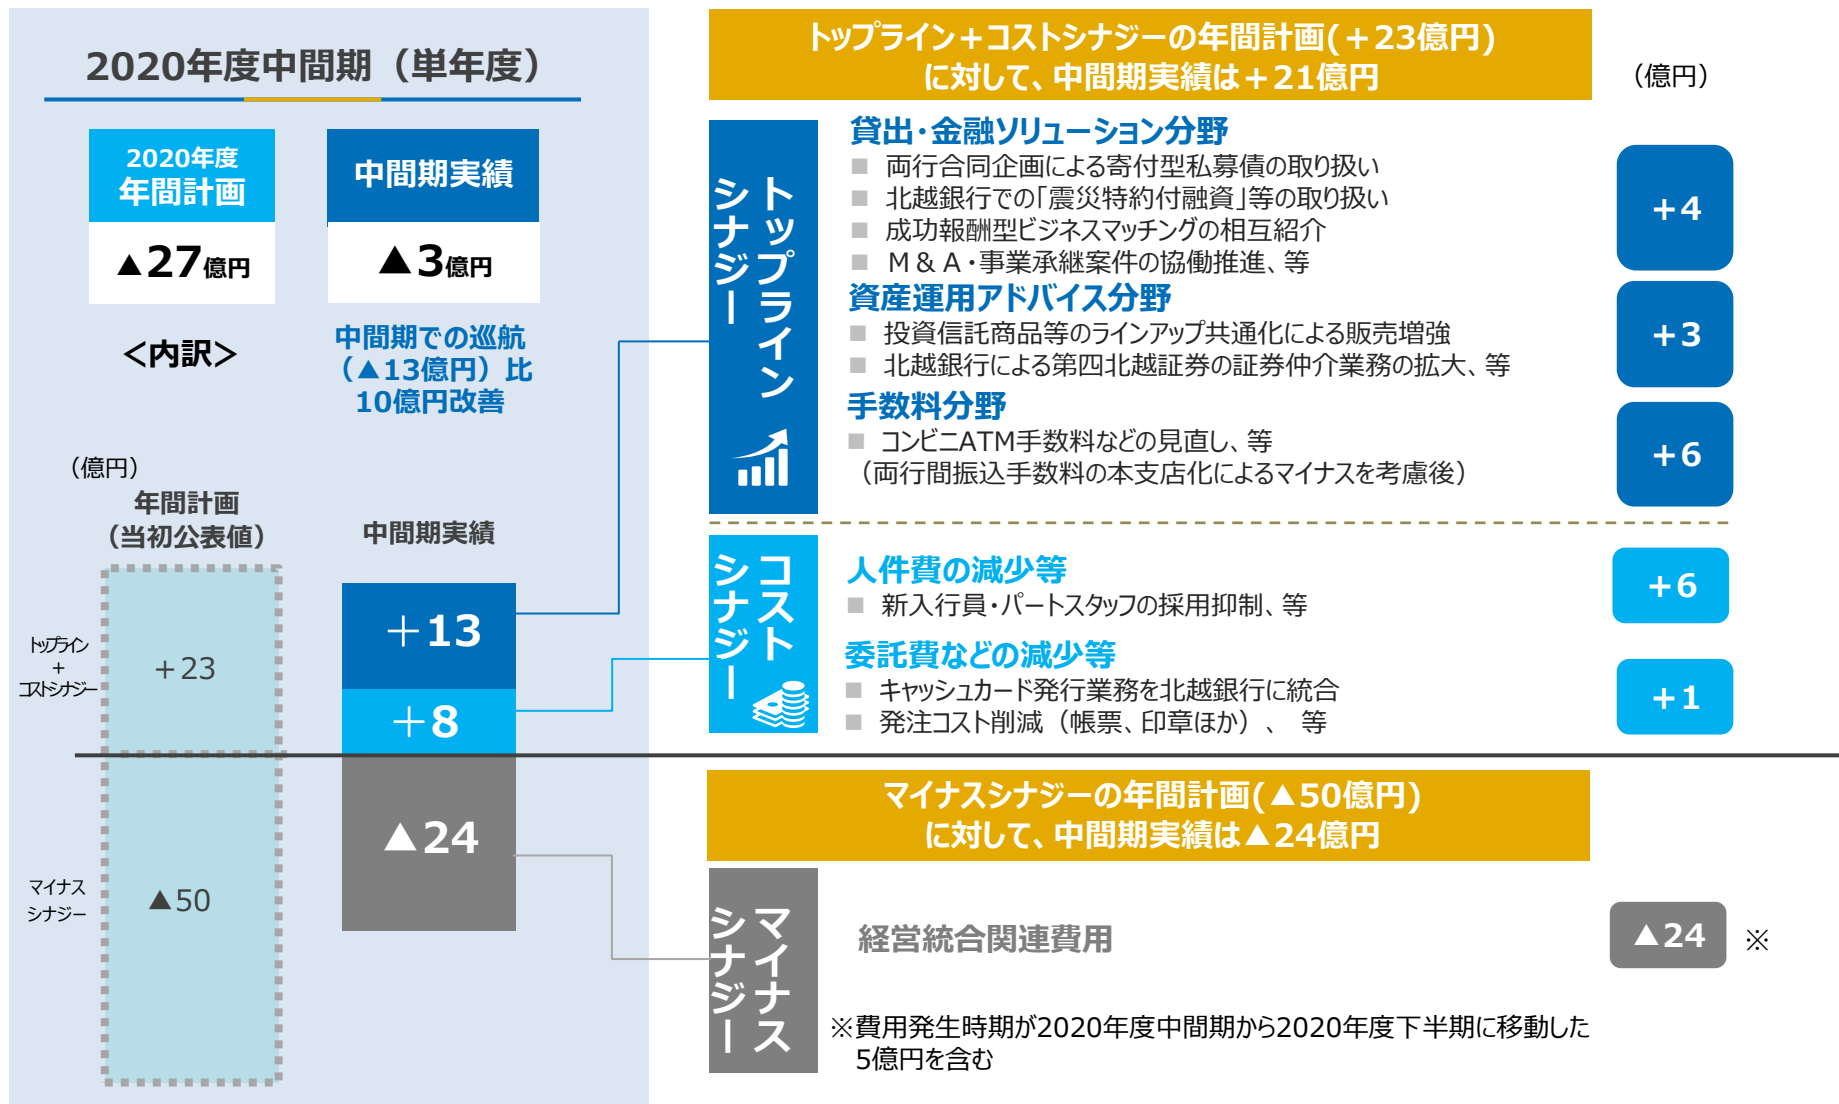 2020年度中間期（単年度）
2020年度
年間計画
▲27億円
中間期実績
▲3億円
＜内訳＞
中間期での巡航
（▲13億円）比
10億円改善
（億円）
年間計画
（当初公表値）
中間期実績
トップライン
+
コストシナジー
＋23
＋13
＋8
マイナス
シナジー
▲50
▲24
トップライン＋コストシナジーの年間計画(＋23億円)
に対して、中間期実績は＋21億円
（億円）
トップライン
シナジー
貸出・金融ソリューション分野
■ 両行合同企画による寄付型私募債の取り扱い
■ 北越銀行での「震災特約付融資」等の取り扱い
■ 成功報酬型ビジネスマッチングの相互紹介
■ Ｍ＆Ａ・事業承継案件の協働推進、等
＋4
資産運用アドバイス分野
■ 投資信託商品等のラインアップ共通化による販売増強
■ 北越銀行による第四北越証券の証券仲介業務の拡大、等
＋3
手数料分野
■ コンビニATM手数料などの見直し、等
（両行間振込手数料の本支店化によるマイナスを考慮後）
＋6
コスト
シナジー
人件費の減少等
■ 新入行員・パートスタッフの採用抑制、等
＋6
委託費などの減少等
■ キャッシュカード発行業務を北越銀行に統合
■ 発注コスト削減（帳票、印章ほか）、 等
＋1
マイナスシナジーの年間計画(▲50億円)
に対して、中間期実績は▲24億円
マイナス
シナジー
経営統合関連費用
▲24 ※
※費用発生時期が2020年度中間期から2020年度下半期に移動した
5億円を含む